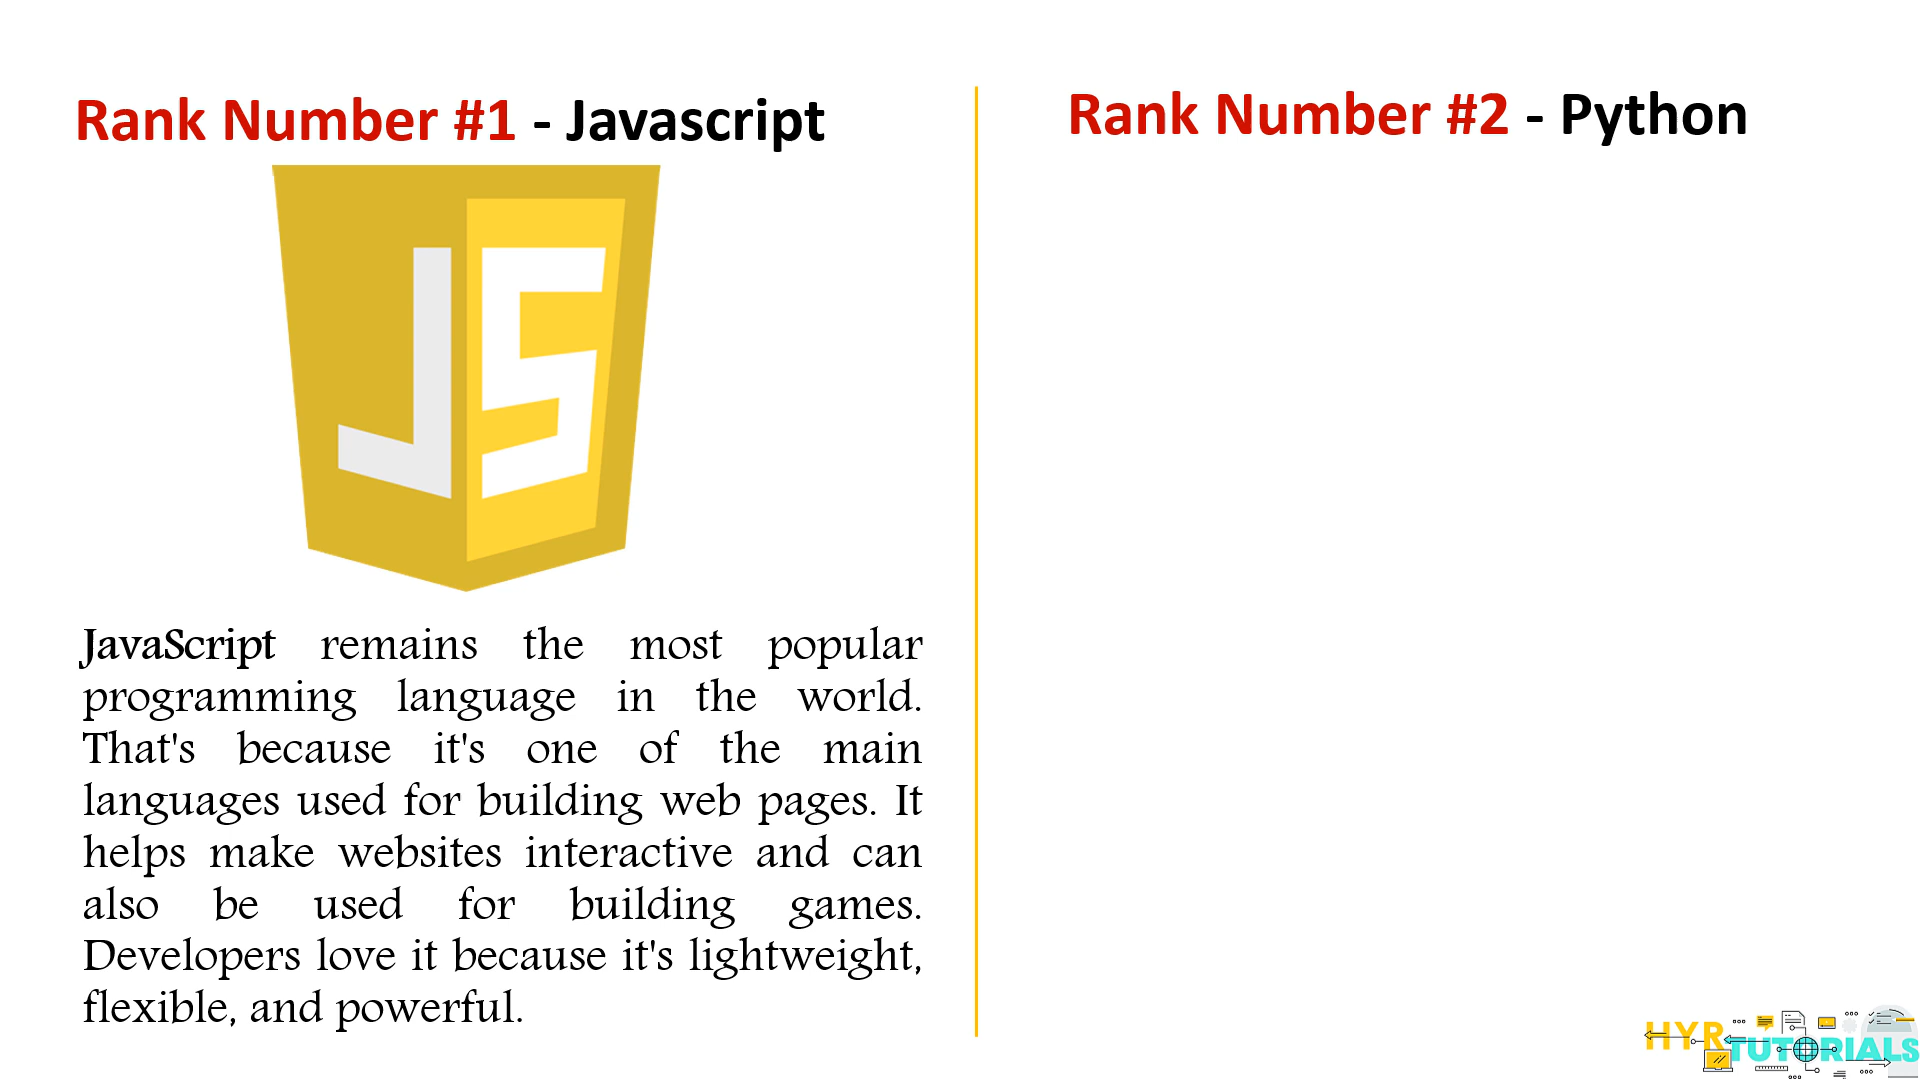 Rank Number #1 - Javascript
JS
JavaScript remains the most popular
programming language in the world.
That's because it's one of the main
languages used for building web pages. It
helps make websites interactive and can
also be used for building games.
Developers love it because it's lightweight,
flexible, and powerful.
Rank Number #2 - Python
HYR
TUTORIALS